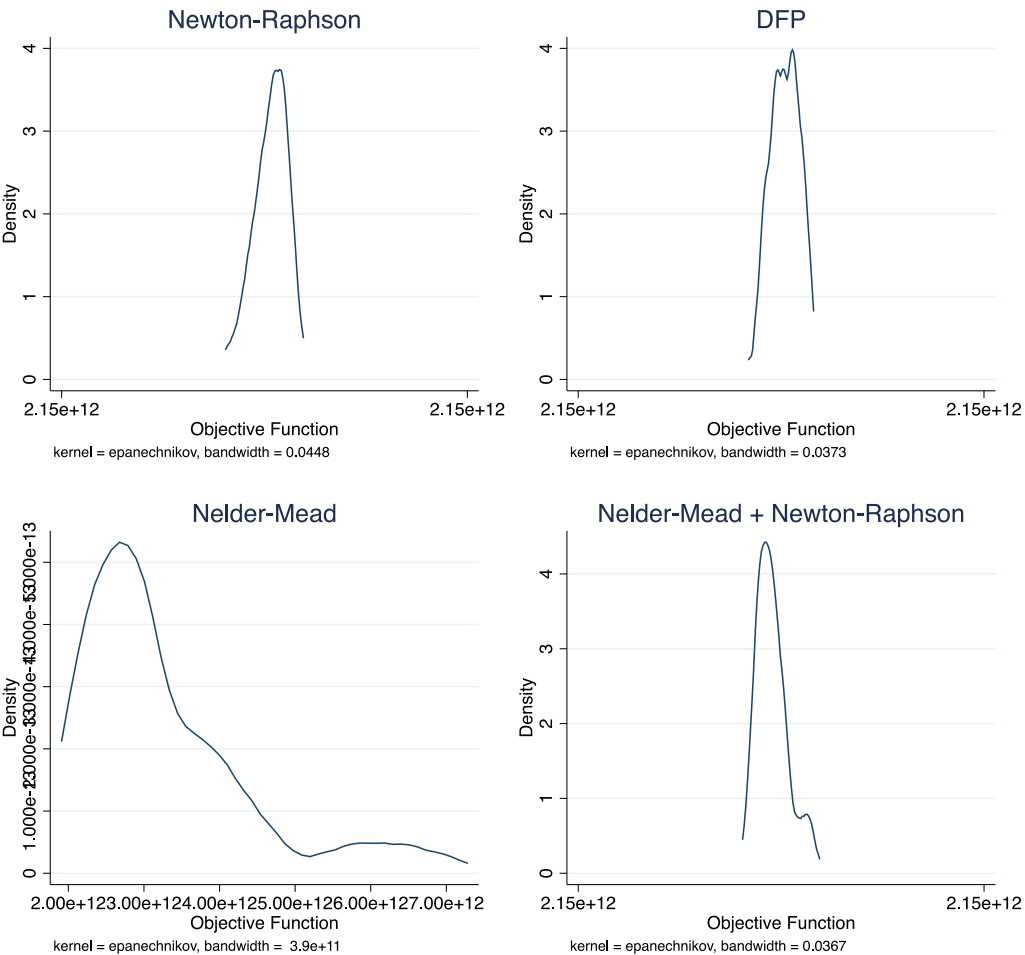 Newton-Raphson
Density
4
3
2
1
0
2.15e+12 2.15e+12
Objective Function
kernel = epanechnikov, bandwidth = 0.0448
DFP
Density
4
3
2
1
0
2.15e+12 2.15e+12
Objective Function
kernel = epanechnikov, bandwidth = 0.0373
Nelder-Mead
Density
0
2.00e+12 3.00e+12 4.00e+12 5.00e+12 6.00e+12 7.00e+12
Objective Function
kernel = epanechnikov, bandwidth = 3.9e+11
Nelder-Mead + Newton-Raphson
Density
4
3
2
1
0
2.15e+12 2.15e+12
Objective Function
kernel = epanechnikov, bandwidth = 0.0367